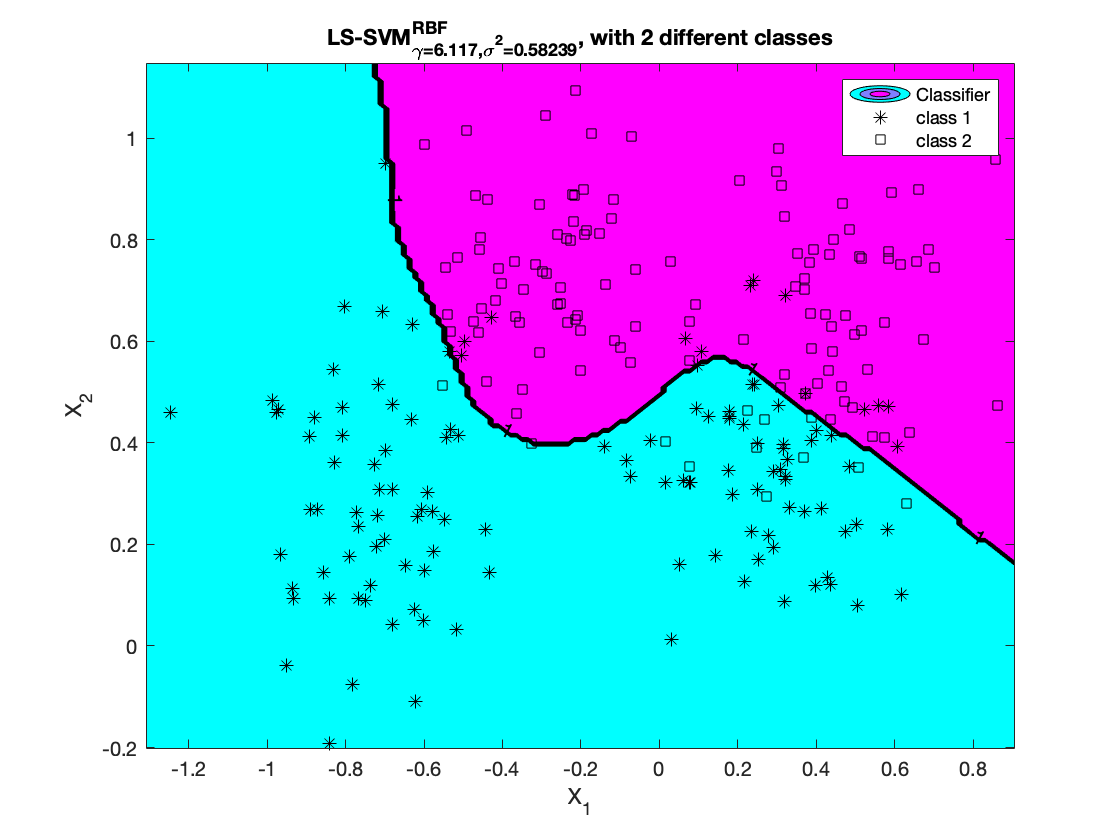 LS-SVM^RBF_γ=6.117,σ²=0.58239, with 2 different classes
Classifier
class 1
class 2
1
0.8
0.6
0.4
0.2
0
-0.2
X_2
-1.2 -1 -0.8 -0.6 -0.4 -0.2 0 0.2 0.4 0.6 0.8
X_1